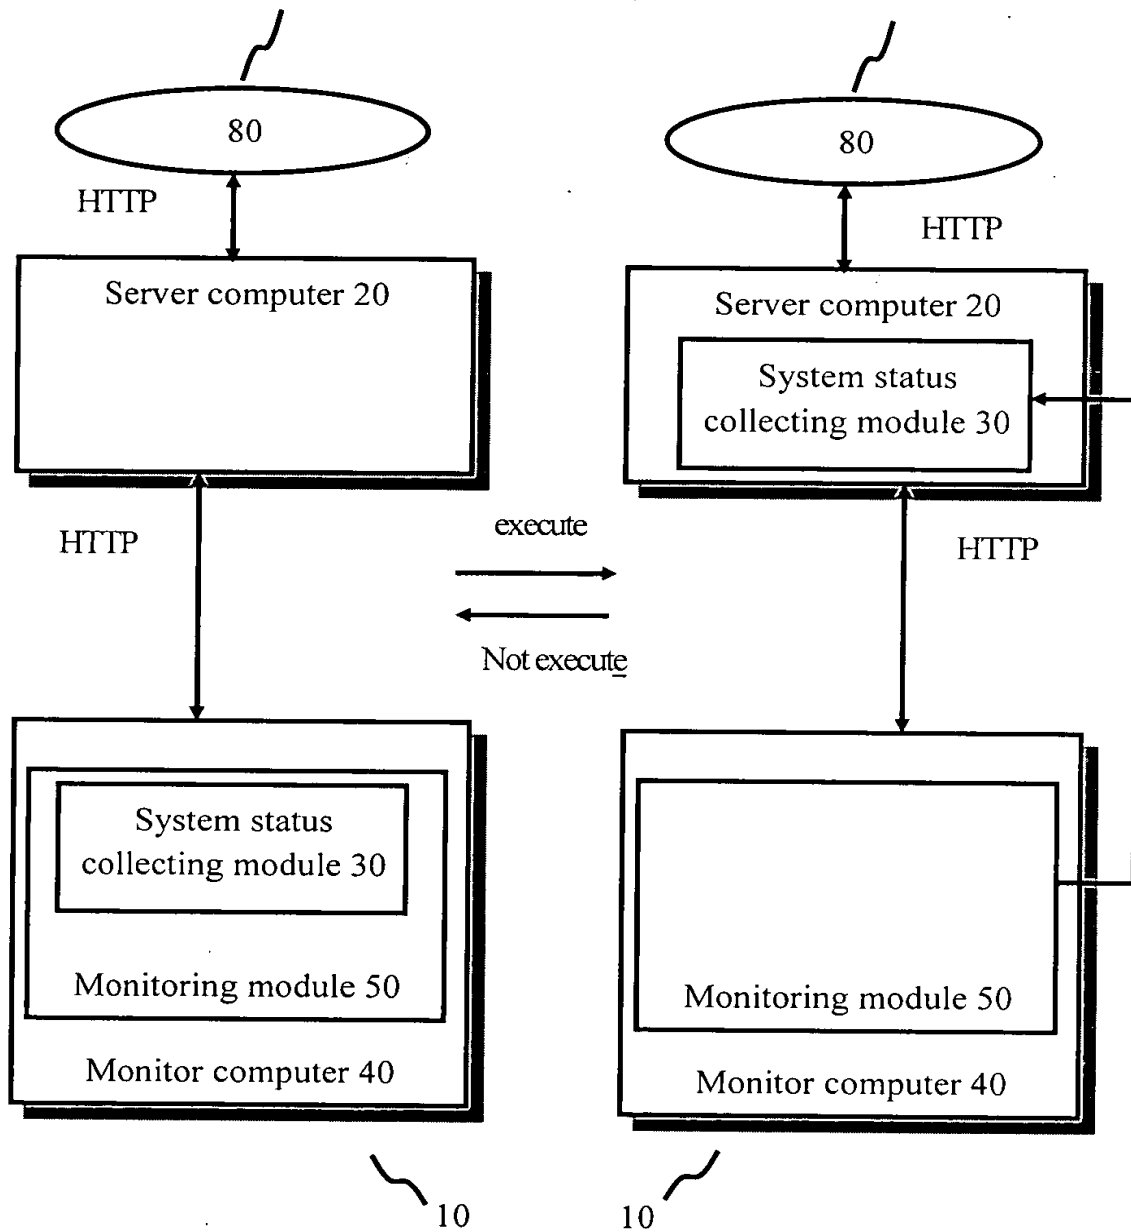 80
HTTP
Server computer 20
HTTP
System status
collecting module 30
Monitoring module 50
Monitor computer 40
10
execute
Not execute
80
HTTP
Server computer 20
System status
collecting module 30
HTTP
Monitoring module 50
Monitor computer 40
10